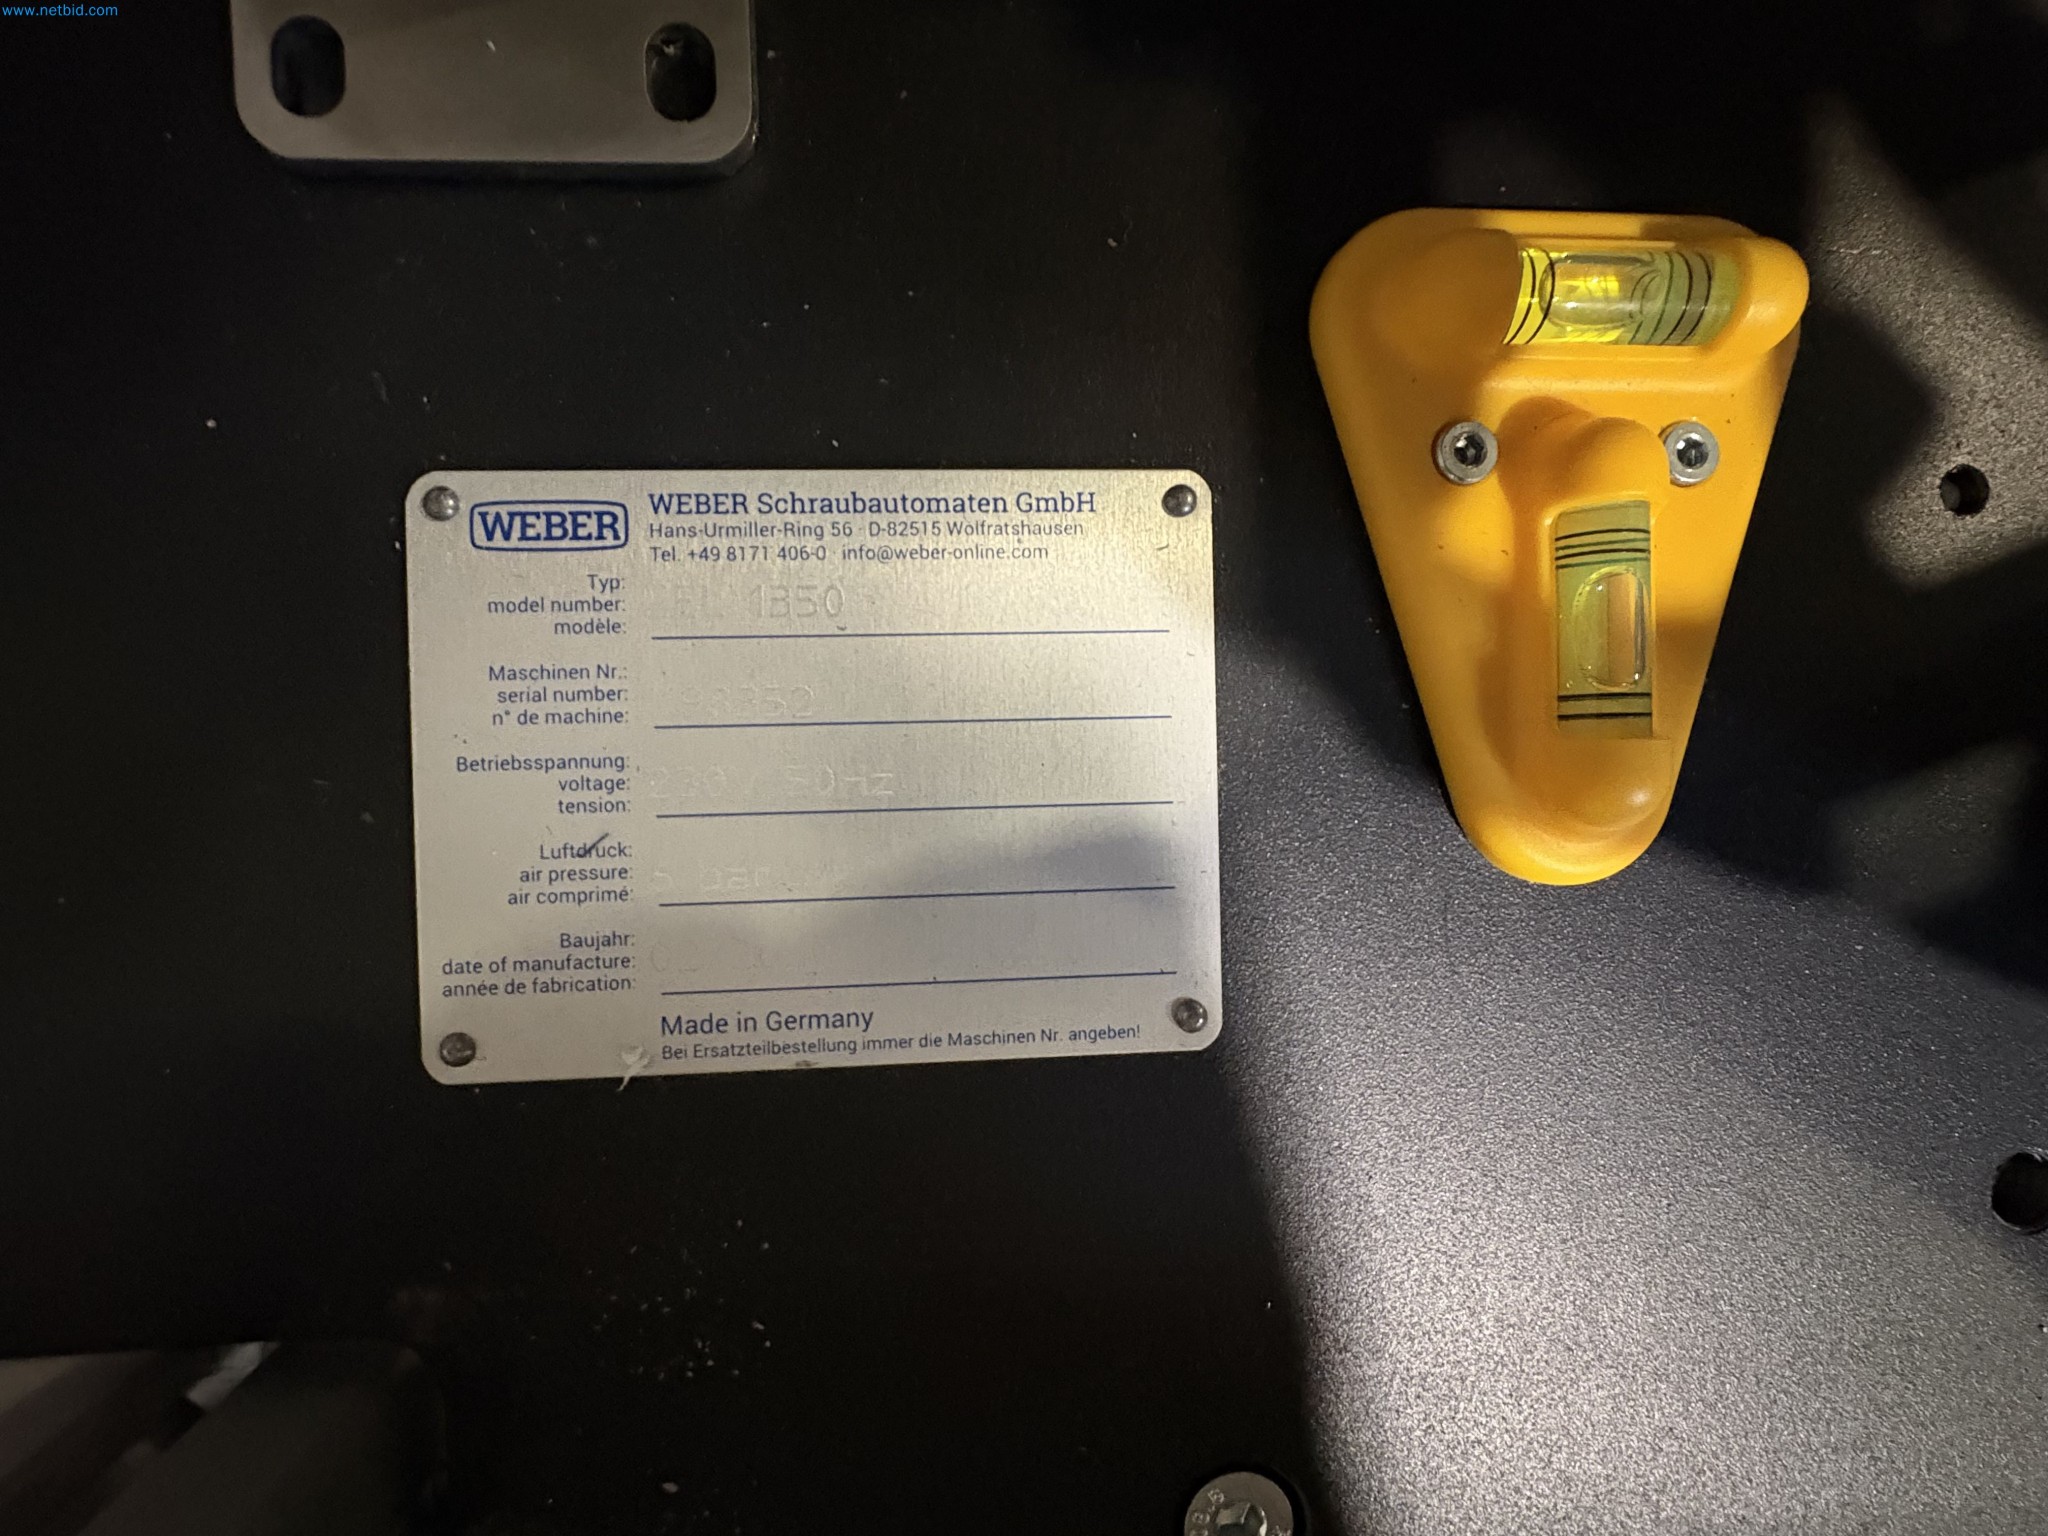 www.netbid.com
WEBER
WEBER Schraubautomaten GmbH
Hans-Urmiller-Ring 56 · D-82515 Wolfratshausen
Tel. +49 8171 406-0 · info@weber-online.com
Typ:
model number: 1350
modèle:
Maschinen Nr.:
serial number:
n° de machine:
Betriebsspannung:
voltage: 50Hz
tension:
Luftdruck:
air pressure: bar
air comprimé:
Baujahr:
date of manufacture:
année de fabrication:
Made in Germany
Bei Ersatzteilbestellung immer die Maschinen Nr. angeben!